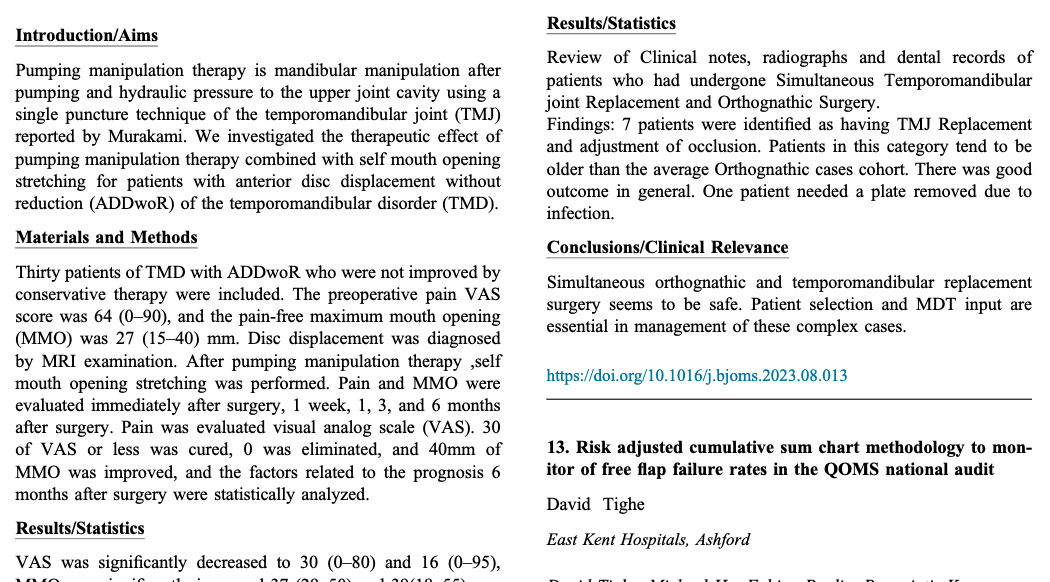 Introduction/Aims
Pumping manipulation therapy is mandibular manipulation after
pumping and hydraulic pressure to the upper joint cavity using a
single puncture technique of the temporomandibular joint (TMJ)
reported by Murakami. We investigated the therapeutic effect of
pumping manipulation therapy combined with self mouth opening
stretching for patients with anterior disc displacement without
reduction (ADDwoR) of the temporomandibular disorder (TMD).
Materials and Methods
Thirty patients of TMD with ADDwoR who were not improved by
conservative therapy were included. The preoperative pain VAS
score was 64 (0–90), and the pain-free maximum mouth opening
(MMO) was 27 (15–40) mm. Disc displacement was diagnosed
by MRI examination. After pumping manipulation therapy ,self
mouth opening stretching was performed. Pain and MMO were
evaluated immediately after surgery, 1 week, 1, 3, and 6 months
after surgery. Pain was evaluated visual analog scale (VAS). 30
of VAS or less was cured, 0 was eliminated, and 40mm of
MMO was improved, and the factors related to the prognosis 6
months after surgery were statistically analyzed.
Results/Statistics
VAS was significantly decreased to 30 (0–80) and 16 (0–95),
Results/Statistics
Review of Clinical notes, radiographs and dental records of
patients who had undergone Simultaneous Temporomandibular
joint Replacement and Orthognathic Surgery.
Findings: 7 patients were identified as having TMJ Replacement
and adjustment of occlusion. Patients in this category tend to be
older than the average Orthognathic cases cohort. There was good
outcome in general. One patient needed a plate removed due to
infection.
Conclusions/Clinical Relevance
Simultaneous orthognathic and temporomandibular replacement
surgery seems to be safe. Patient selection and MDT input are
essential in management of these complex cases.
https://doi.org/10.1016/j.bjoms.2023.08.013
13. Risk adjusted cumulative sum chart methodology to mon-
itor of free flap failure rates in the QOMS national audit
David Tighe
East Kent Hospitals, Ashford